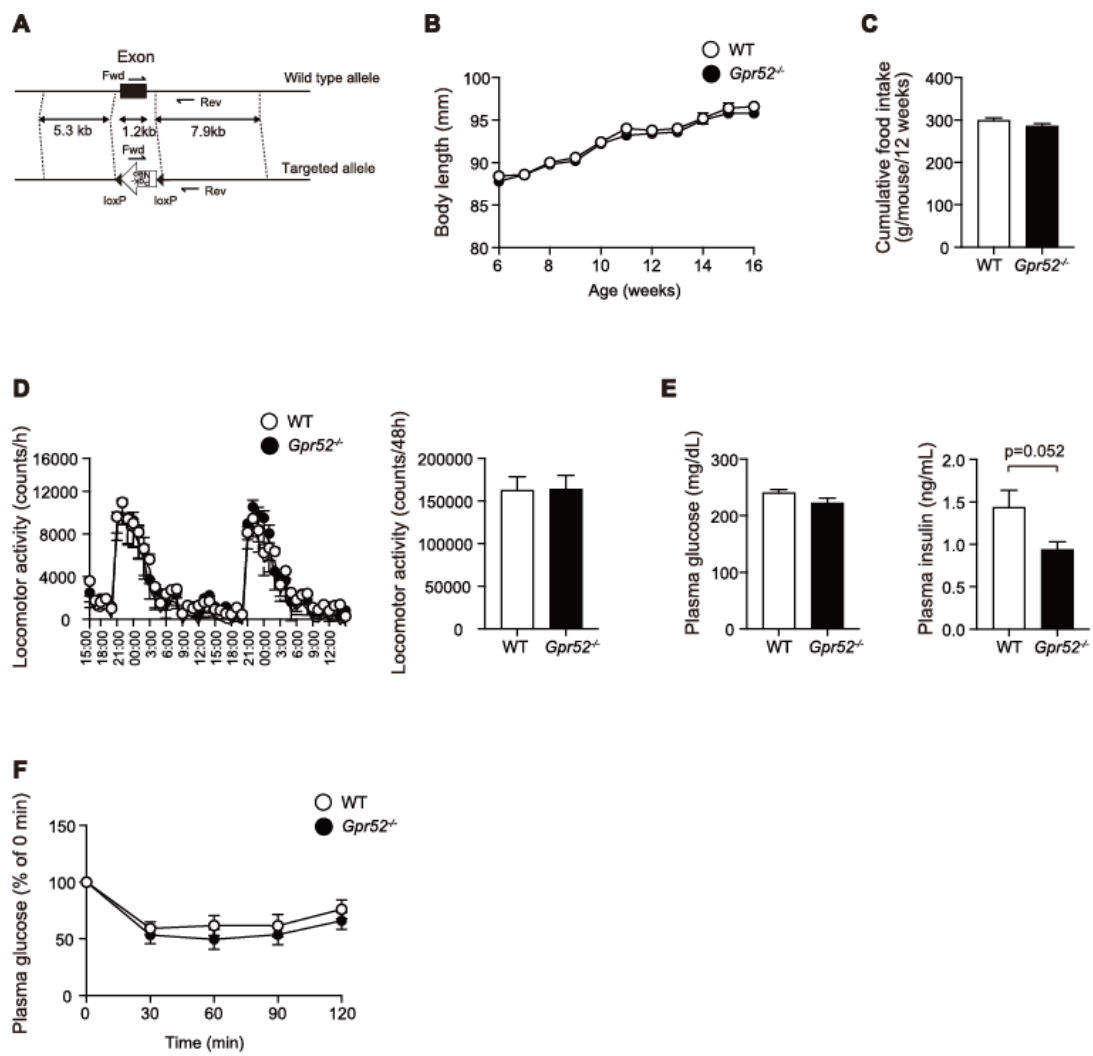 A
Exon
Fwd
Wild type allele
Rev
5.3 kb
1.2kb
7.9kb
Fwd
Targeted allele
Rev
loxP
loxP
B
WT
Gpr52-/-
Body length (mm)
100
95
90
85
80
6
8
10
12
14
16
Age (weeks)
C
Cumulative food intake
(g/mouse/12 weeks)
400
300
200
100
0
WT
Gpr52-/-
D
WT
Gpr52-/-
Locomotor activity (counts/h)
16000
12000
8000
4000
0
15:00
18:00
21:00
00:00
3:00
6:00
9:00
12:00
15:00
18:00
21:00
00:00
3:00
6:00
9:00
12:00
Locomotor activity (counts/48h)
200000
150000
100000
50000
0
WT
Gpr52-/-
E
Plasma glucose (mg/dL)
300
200
100
0
WT
Gpr52-/-
Plasma insulin (ng/mL)
p=0.052
2.0
1.5
1.0
0.5
0.0
WT
Gpr52-/-
F
WT
Gpr52-/-
Plasma glucose (% of 0 min)
150
100
50
0
0
30
60
90
120
Time (min)